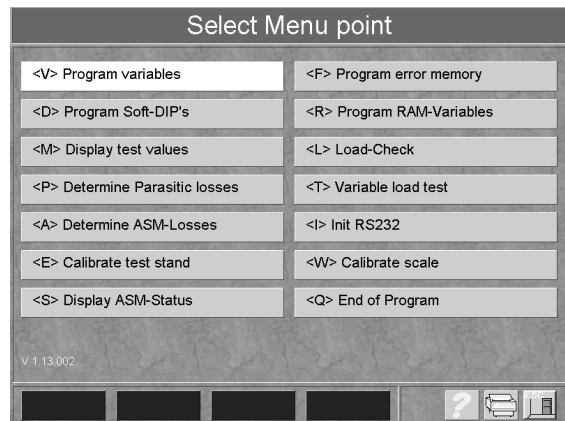 Select Menu point
<V> Program variables
<D> Program Soft-DIP's
<M> Display test values
<P> Determine Parasitic losses
<A> Determine ASM-Losses
<E> Calibrate test stand
<S> Display ASM-Status
<F> Program error memory
<R> Program RAM-Variables
<L> Load-Check
<T> Variable load test
<I> Init RS232
<W> Calibrate scale
<Q> End of Program
V 1.13.002
?
ESC